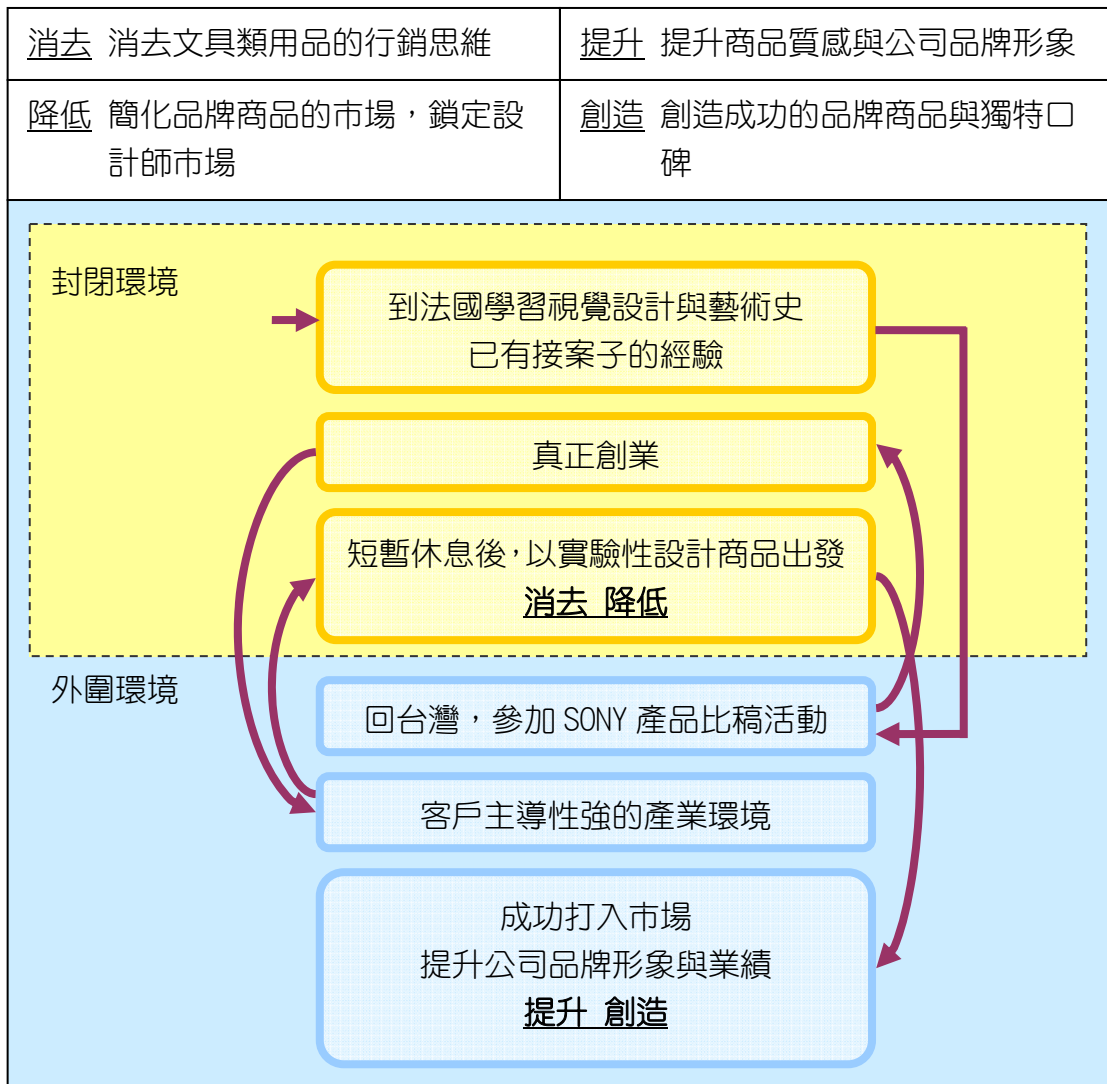 消去 消去文具類用品的行銷思維
提升 提升商品質感與公司品牌形象
降低 簡化品牌商品的市場，鎖定設
計師市場
創造 創造成功的品牌商品與獨特口
碑
封閉環境
到法國學習視覺設計與藝術史
已有接案子的經驗
真正創業
短暫休息後，以實驗性設計商品出發
消去 降低
外圍環境
回台灣，參加 SONY 產品比稿活動
客戶主導性強的產業環境
成功打入市場
提升公司品牌形象與業績
提升 創造